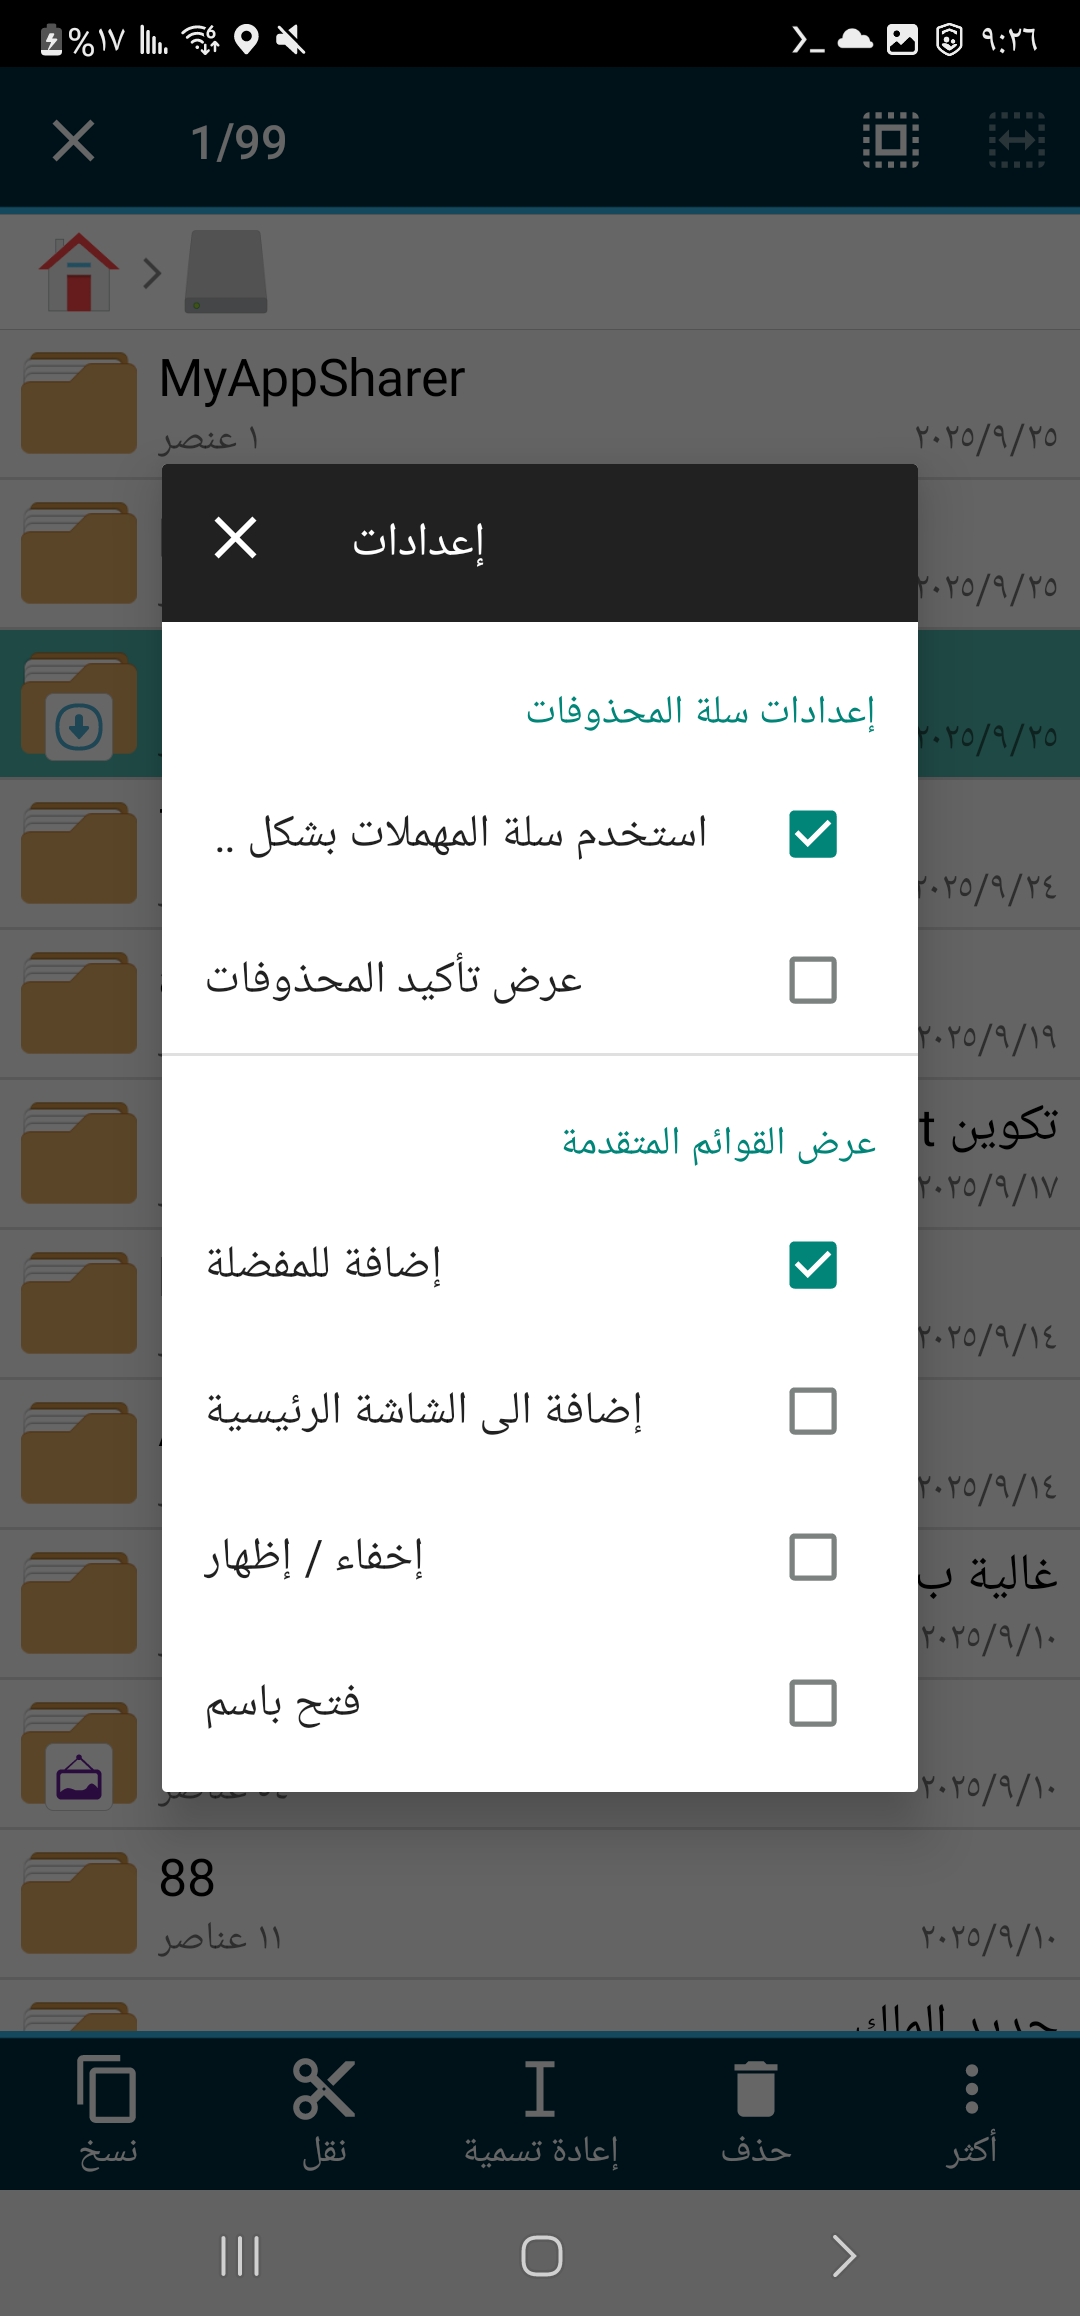 %١٧
٩:٢٦
1/99
MyAppSharer
١ عنصر
٢٠٢٥/٩/٢٥
إعدادات
٢٠٢٥/٩/٢٥
إعدادات سلة المحذوفات
٢٠٢٥/٩/٢٥
استخدم سلة المهملات بشكل ..
٢٠٢٥/٩/٢٤
عرض تأكيد المحذوفات
٢٠٢٥/٩/١٩
عرض القوائم المتقدمة
تكوين t
٢٠٢٥/٩/١٧
إضافة للمفضلة
٢٠٢٥/٩/١٤
إضافة الى الشاشة الرئيسية
٢٠٢٥/٩/١٤
إخفاء / إظهار
غالية ب
٢٠٢٥/٩/١٠
فتح باسم
٢٠٢٥/٩/١٠
88
١١ عناصر
٢٠٢٥/٩/١٠
نسخ
نقل
إعادة تسمية
حذف
أكثر